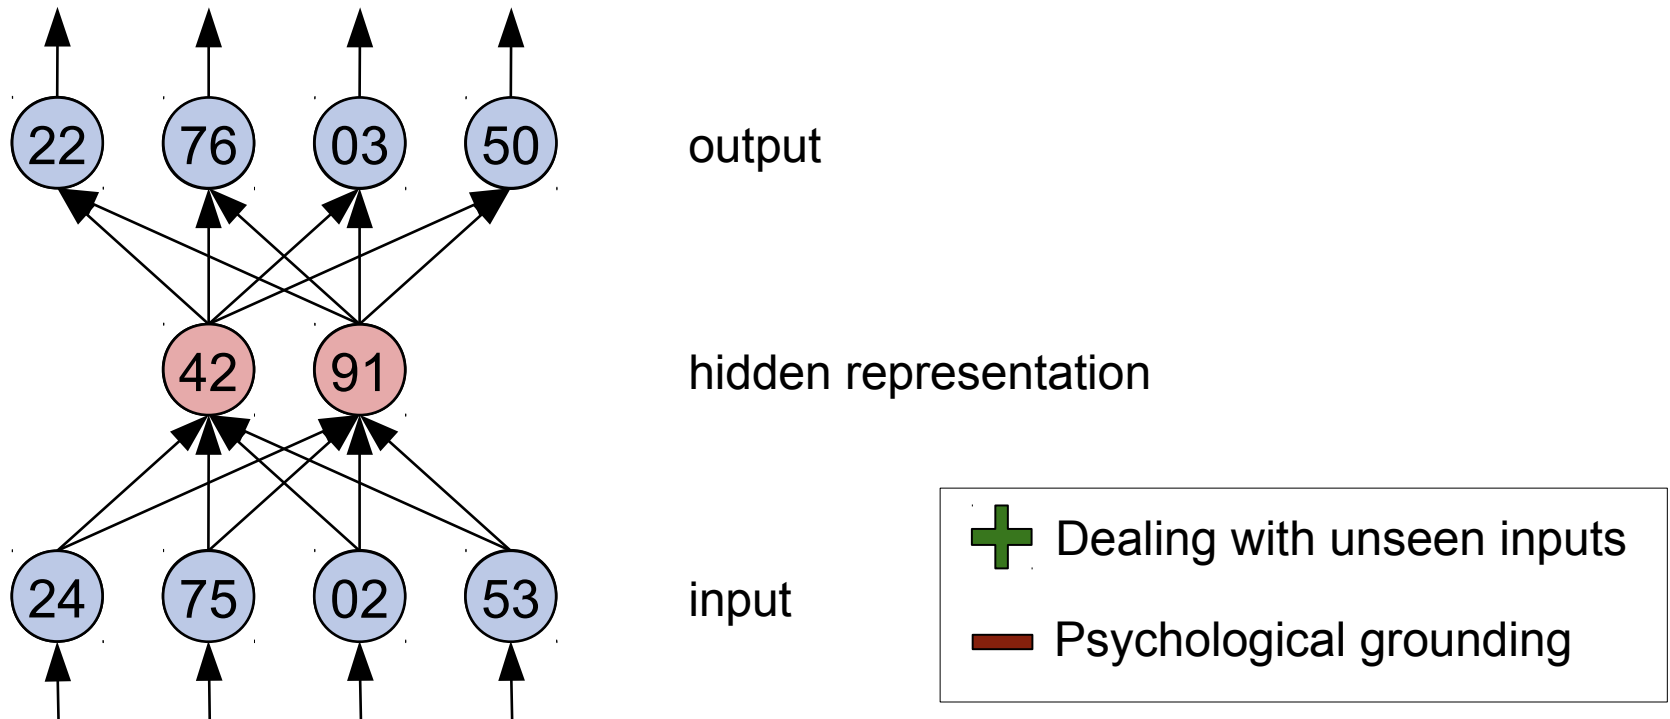 22 76 03 50 output
42 91 hidden representation
24 75 02 53 input
Dealing with unseen inputs
Psychological grounding